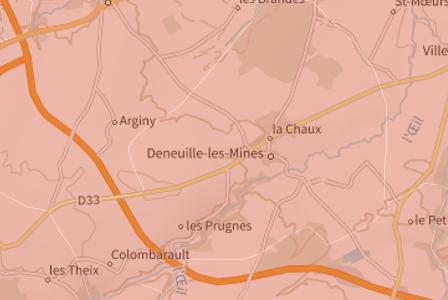 les Brandes
St-Mœurs
Ville
l'Œil
Arginy
la Chaux
Deneuille-les-Mines
D33
les Prugnes
le Pet
Colombarault
les Theix
l'Œil